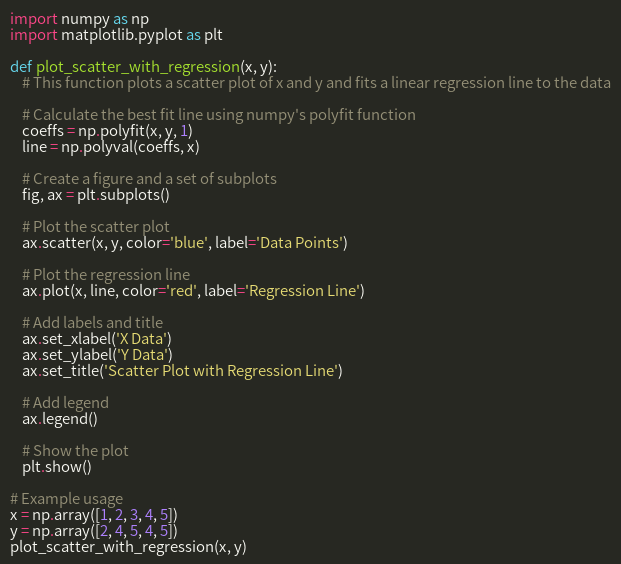 import numpy as np
import matplotlib.pyplot as plt

def plot_scatter_with_regression(x, y):
    # This function plots a scatter plot of x and y and fits a linear regression line to the data

    # Calculate the best fit line using numpy's polyfit function
    coeffs = np.polyfit(x, y, 1)
    line = np.polyval(coeffs, x)

    # Create a figure and a set of subplots
    fig, ax = plt.subplots()

    # Plot the scatter plot
    ax.scatter(x, y, color='blue', label='Data Points')

    # Plot the regression line
    ax.plot(x, line, color='red', label='Regression Line')

    # Add labels and title
    ax.set_xlabel('X Data')
    ax.set_ylabel('Y Data')
    ax.set_title('Scatter Plot with Regression Line')

    # Add legend
    ax.legend()

    # Show the plot
    plt.show()

# Example usage
x = np.array([1, 2, 3, 4, 5])
y = np.array([2, 4, 5, 4, 5])
plot_scatter_with_regression(x, y)